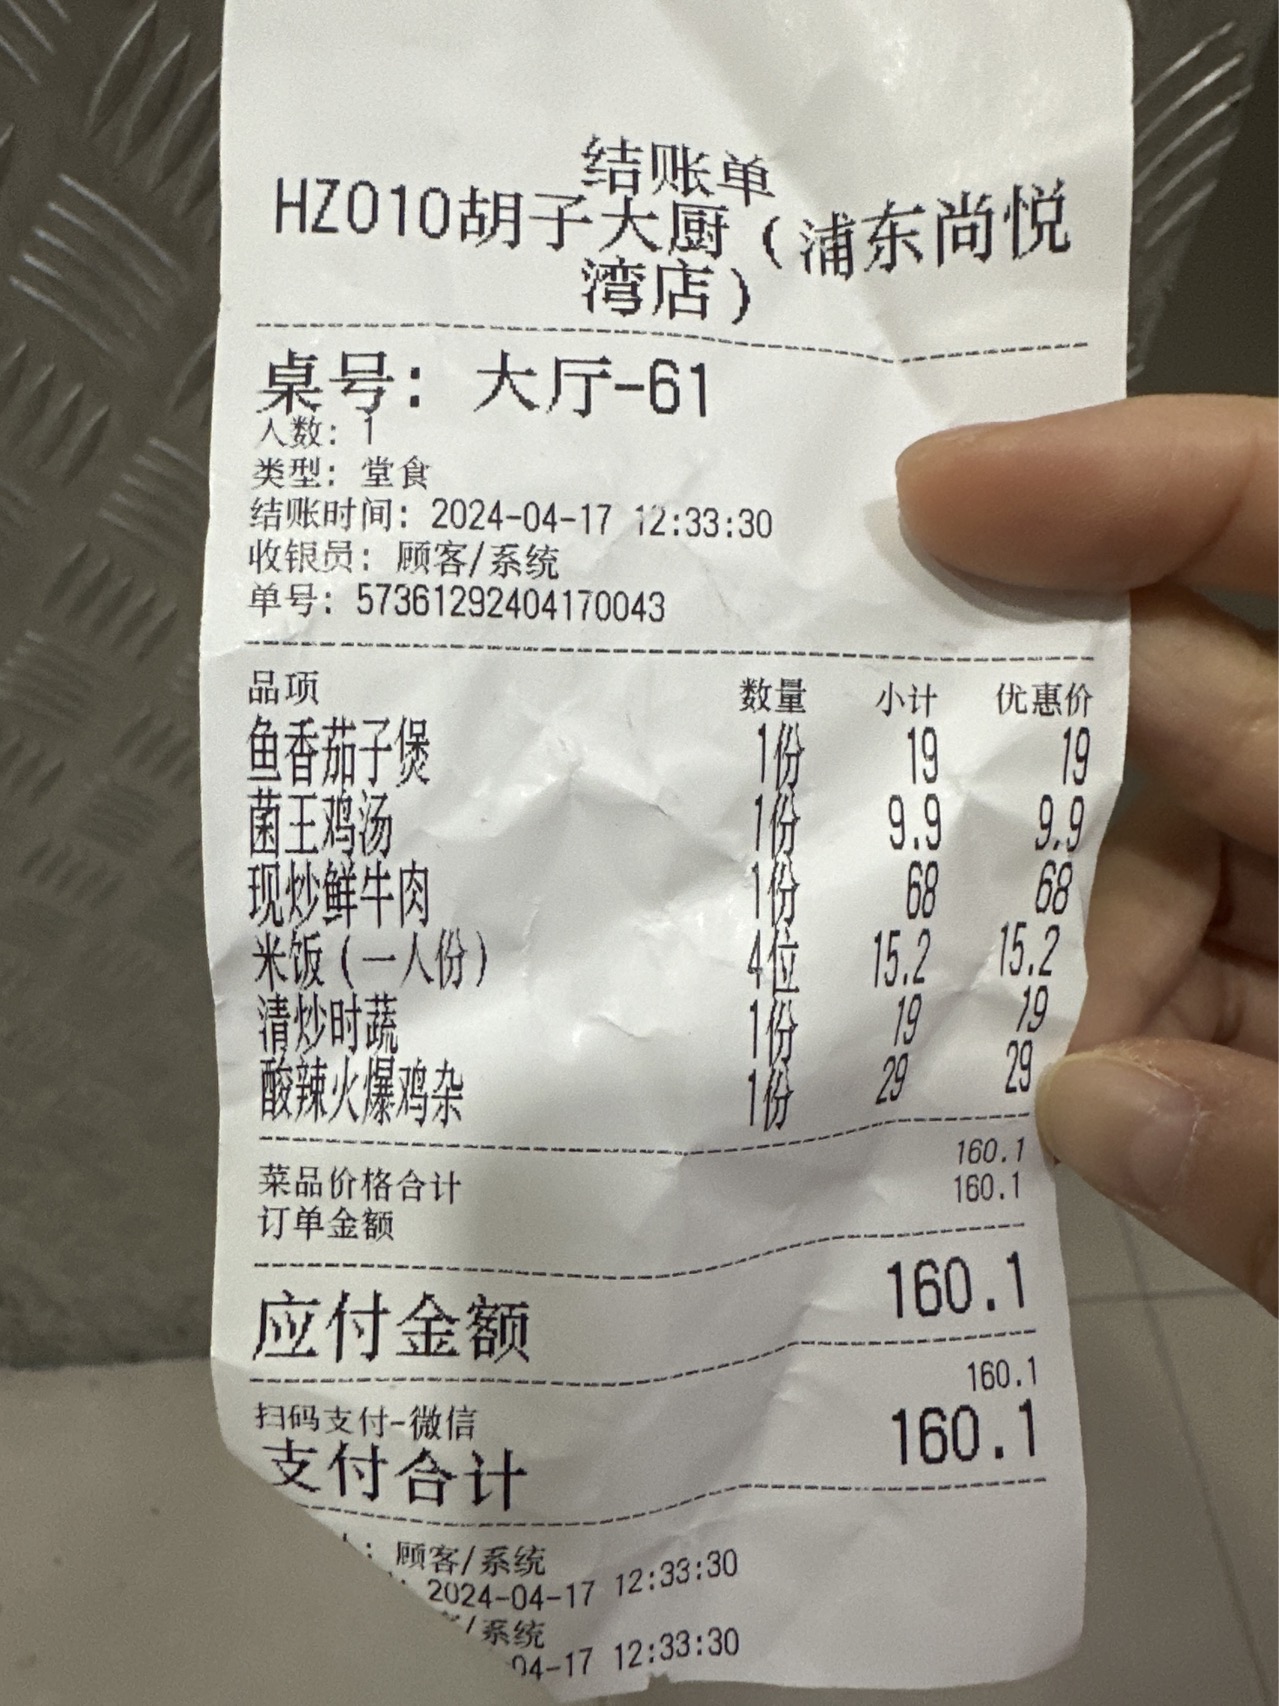 结账单
HZ010胡子大厨（浦东尚悦
湾店）
桌号： 大厅-61
人数：1
类型：堂食
结账时间：2024-04-17 12:33:30
收银员：顾客/系统
单号：573612924041700​43
品项 数量 小计 优惠价
鱼香茄子煲 1份 19 19
菌王鸡汤 1份 9.9 9.9
现炒鲜牛肉 1份 68 68
米饭（一人份） 4位 15.2 15.2
清炒时蔬 1份 19 19
酸辣火爆鸡杂 1份 29 29
菜品价格合计 160.1
订单金额 160.1
应付金额 160.1
扫码支付-微信 160.1
支付合计 160.1
：顾客/系统
2024-04-17 12:33:30
/系统
04-17 12:33:30